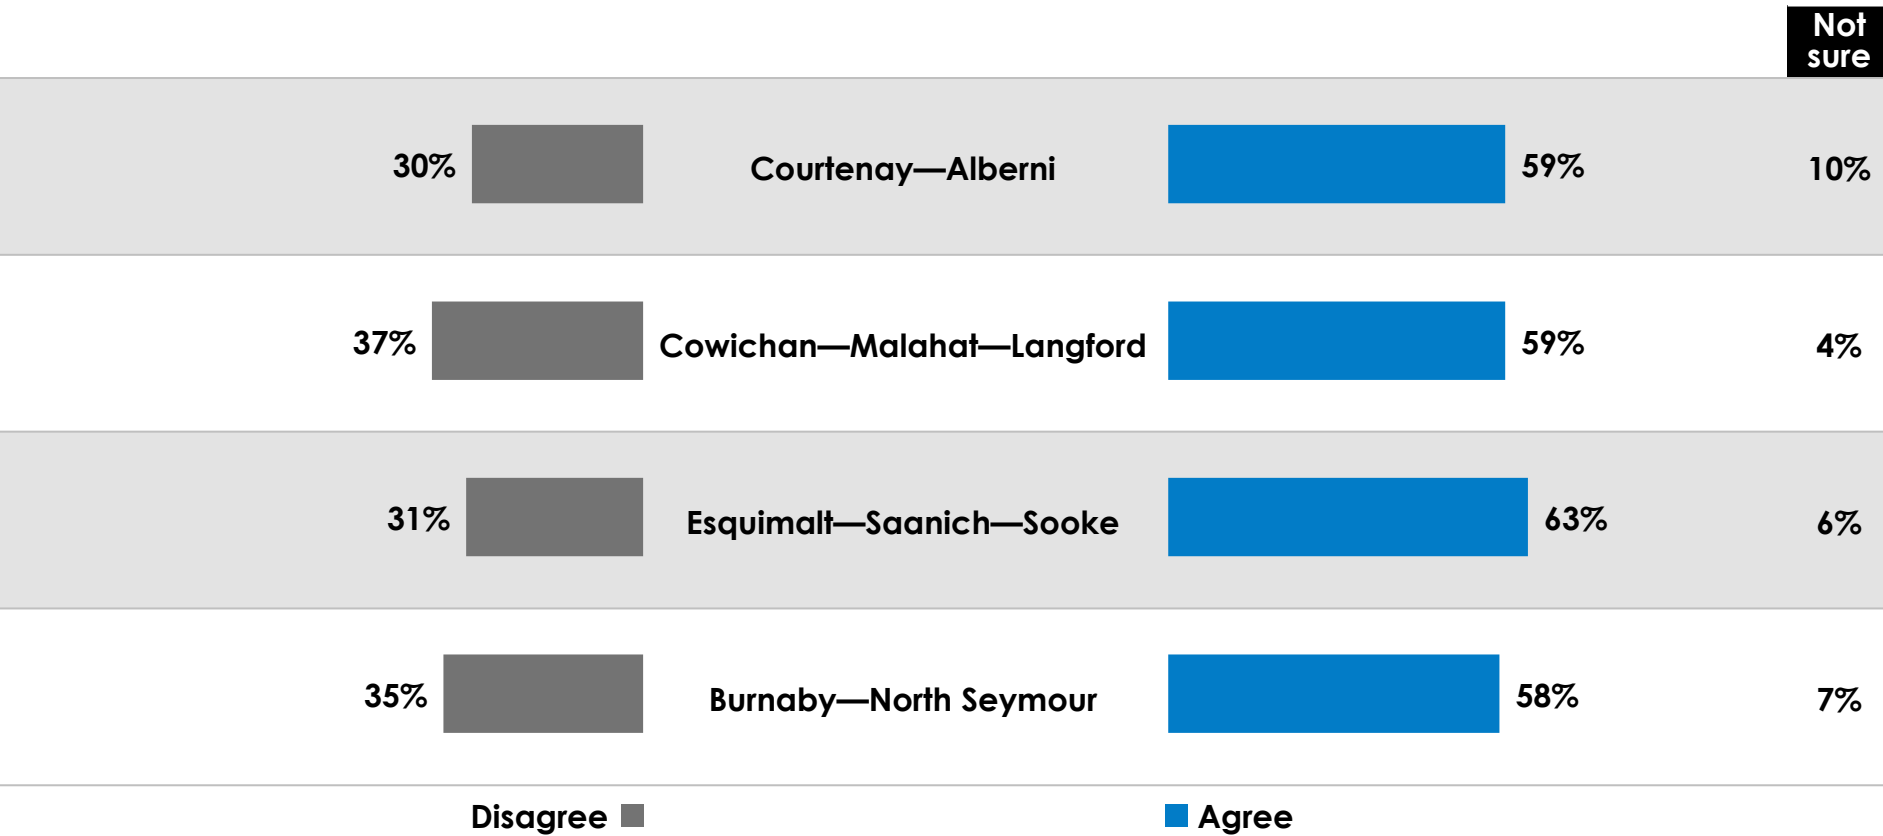 Not
sure
30% Courtenay—Alberni 59% 10%
37% Cowichan—Malahat—Langford 59% 4%
31% Esquimalt—Saanich—Sooke 63% 6%
35% Burnaby—North Seymour 58% 7%
Disagree Agree